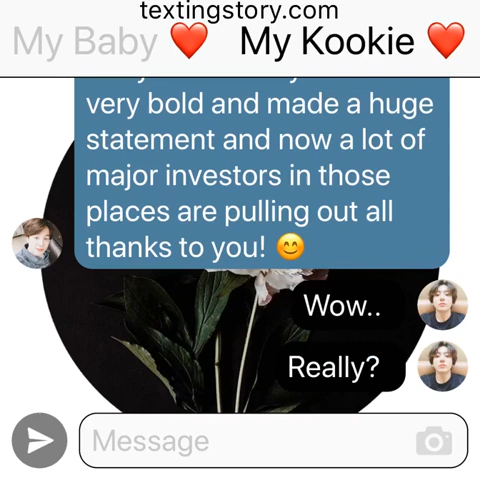 textingstory.com
My Baby ❤️ My Kookie ❤️
very bold and made a huge
statement and now a lot of
major investors in those
places are pulling out all
thanks to you! 😊
Wow..
Really?
Message